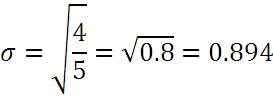 σ = √(4/5) = √0.8 = 0.894